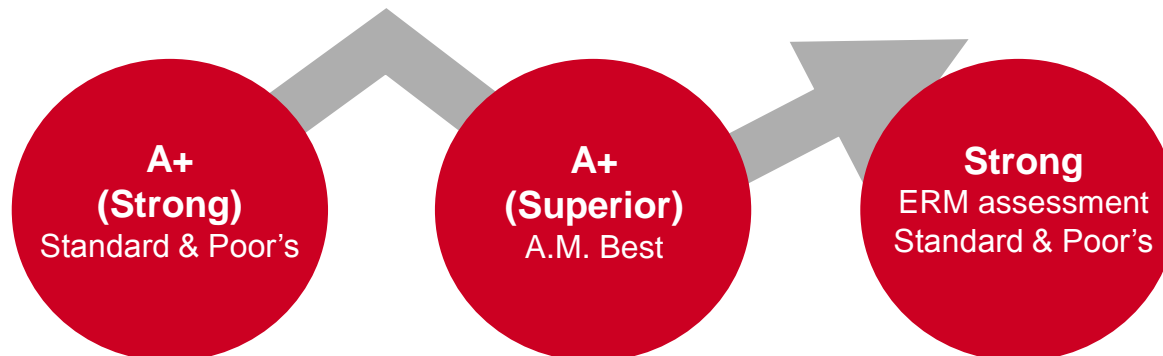 A+
(Strong)
Standard & Poor’s
A+
(Superior)
A.M. Best
Strong
ERM assessment
Standard & Poor’s